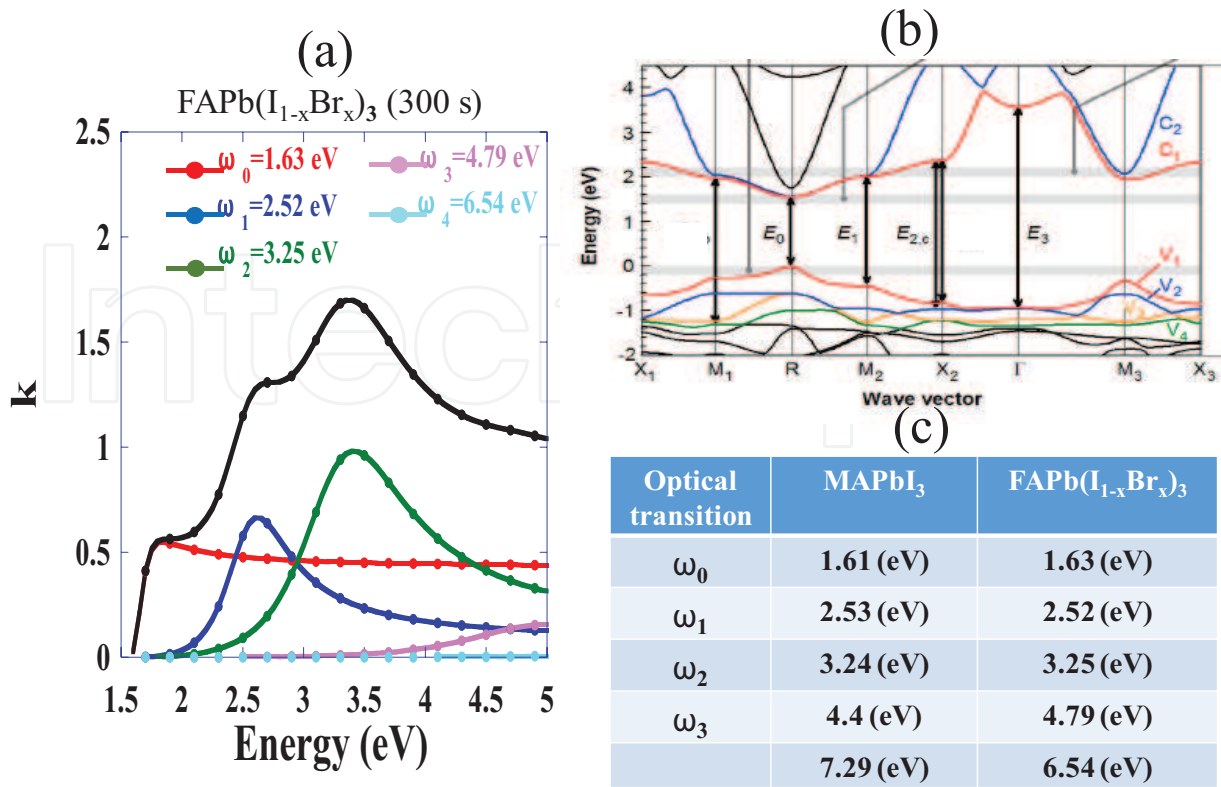 (a)
FAPb(I1-xBrx)3 (300 s)
2.5
2
1.5
1
0.5
0
k
ω0=1.63 eV
ω1=2.52 eV
ω2=3.25 eV
ω3=4.79 eV
ω4=6.54 eV
Intec
1.5 2 2.5 3 3.5 4 4.5 5
Energy (eV)
(b)
4
3
2
1
0
-1
-2
Energy (eV)
C2
C1
E0
E1
E2,c
E3
V1
V2
V3
V4
X1 M1 R M2 X2 Γ M3 X3
Wave vector
(c)
Optical transition MAPbI3 FAPb(I1-xBrx)3
ω0 1.61 (eV) 1.63 (eV)
ω1 2.53 (eV) 2.52 (eV)
ω2 3.24 (eV) 3.25 (eV)
ω3 4.4 (eV) 4.79 (eV)
7.29 (eV) 6.54 (eV)